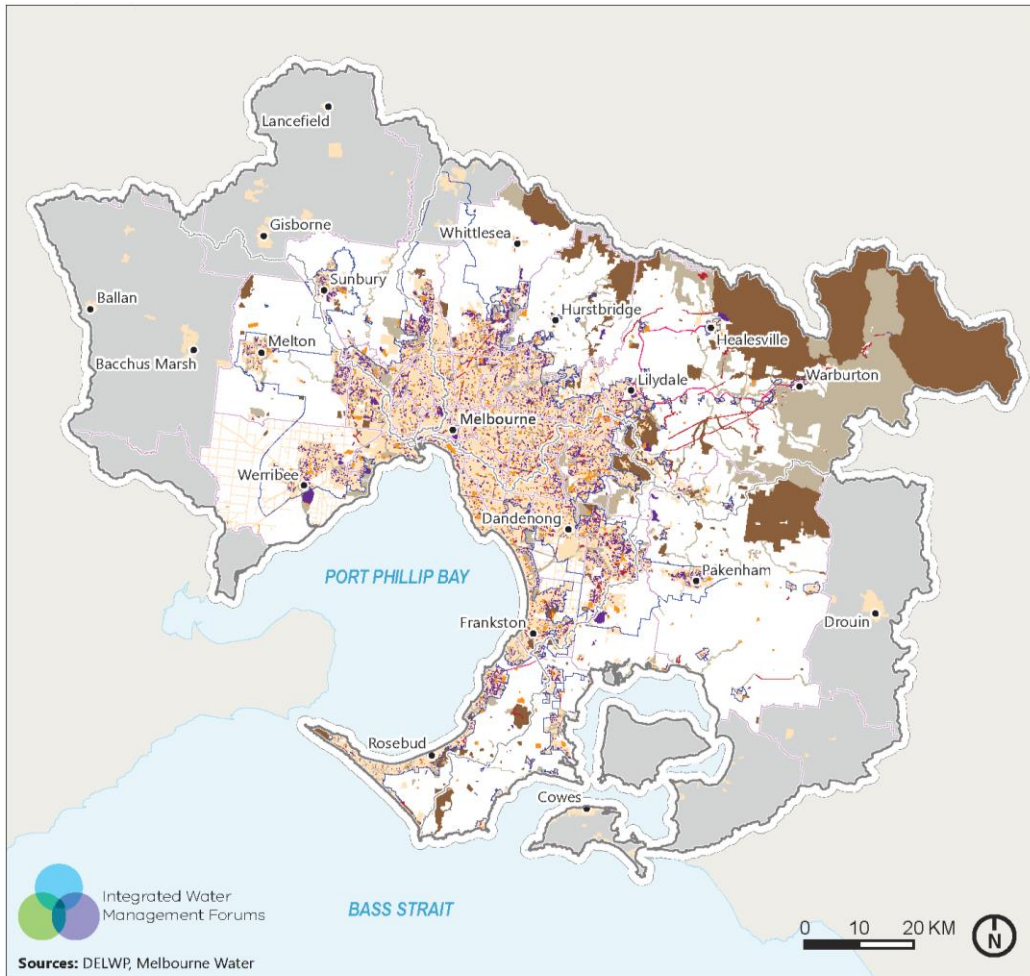 Lancefield
Gisborne
Whittlesea
Sunbury
Ballan
Hurstbridge
Healesville
Melton
Bacchus Marsh
Lilydale
Warburton
Melbourne
Werribee
Dandenong
PORT PHILLIP BAY
Pakenham
Frankston
Drouin
Rosebud
Cowes
Integrated Water
Management Forums
BASS STRAIT
0 10 20 KM
N
Sources: DELWP, Melbourne Water